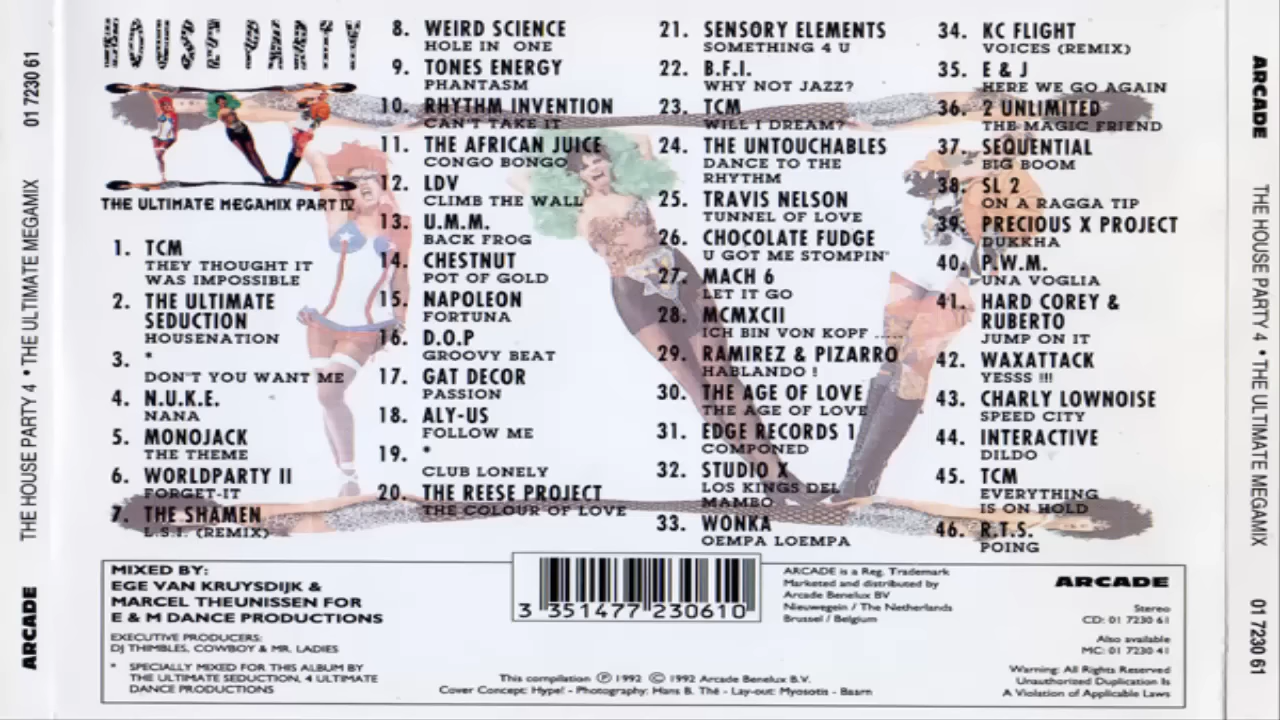 HOUSE PARTY
THE ULTIMATE MEGAMIX PART IV
1. TCM
THEY THOUGHT IT
WAS IMPOSSIBLE
2. THE ULTIMATE
SEDUCTION
HOUSENATION
3. *
DON'T YOU WANT ME
4. N.U.K.E.
NANA
5. MONOJACK
THE THEME
6. WORLDPARTY II
FORGET-IT
7. THE SHAMEN
L.S.I. (REMIX)
8. WEIRD SCIENCE
HOLE IN ONE
9. TONES ENERGY
PHANTASM
10. RHYTHM INVENTION
CAN'T TAKE IT
11. THE AFRICAN JUICE
CONGO BONGO
12. LDV
CLIMB THE WALL
13. U.M.M.
BACK FROG
14. CHESTNUT
POT OF GOLD
15. NAPOLEON
FORTUNA
16. D.O.P
GROOVY BEAT
17. GAT DECOR
PASSION
18. ALY-US
FOLLOW ME
19. *
CLUB LONELY
20. THE REESE PROJECT
THE COLOUR OF LOVE
21. SENSORY ELEMENTS
SOMETHING 4 U
22. B.F.I.
WHY NOT JAZZ?
23. TCM
WILL I DREAM?
24. THE UNTOUCHABLES
DANCE TO THE
RHYTHM
25. TRAVIS NELSON
TUNNEL OF LOVE
26. CHOCOLATE FUDGE
U GOT ME STOMPIN'
27. MACH 6
LET IT GO
28. MCMXCII
ICH BIN VON KOPF .....
29. RAMIREZ & PIZARRO
HABLANDO !
30. THE AGE OF LOVE
THE AGE OF LOVE
31. EDGE RECORDS 1
COMPONED
32. STUDIO X
LOS KINGS DEL
MAMBO
33. WONKA
OEMPA LOEMPA
34. KC FLIGHT
VOICES (REMIX)
35. E & J
HERE WE GO AGAIN
36. 2 UNLIMITED
THE MAGIC FRIEND
37. SEQUENTIAL
BIG BOOM
38. SL 2
ON A RAGGA TIP
39. PRECIOUS X PROJECT
DUKKHA
40. P.W.M.
UNA VOGLIA
41. HARD COREY &
RUBERTO
JUMP ON IT
42. WAXATTACK
YESSS !!!
43. CHARLY LOWNOISE
SPEED CITY
44. INTERACTIVE
DILDO
45. TCM
EVERYTHING
IS ON HOLD
46. R.T.S.
POING
MIXED BY:
EGE VAN KRUYSDIJK &
MARCEL THEUNISSEN FOR
E & M DANCE PRODUCTIONS
EXECUTIVE PRODUCERS:
DJ THIMBLES, COWBOY & MR. LADIES
* SPECIALLY MIXED FOR THIS ALBUM BY
THE ULTIMATE SEDUCTION, 4 ULTIMATE
DANCE PRODUCTIONS
3 351477 230610
ARCADE is a Reg. Trademark
Marketed and distributed by
Arcade Benelux BV
Nieuwegein / The Netherlands
Brussel / Belgium
This compilation Ⓟ 1992 © 1992 Arcade Benelux B.V.
Cover Concept: Hype! - Photography: Hans B. Thé - Lay-out: Myosotis - Baarn
ARCADE
Stereo
CD: 01 7230 61
Also available
MC: 01 7230 41
Warning: All Rights Reserved
Unauthorized Duplication Is
A Violation of Applicable Laws
ARCADE THE HOUSE PARTY 4 • THE ULTIMATE MEGAMIX 01 7230 61
ARCADE THE HOUSE PARTY 4 • THE ULTIMATE MEGAMIX 01 7230 61